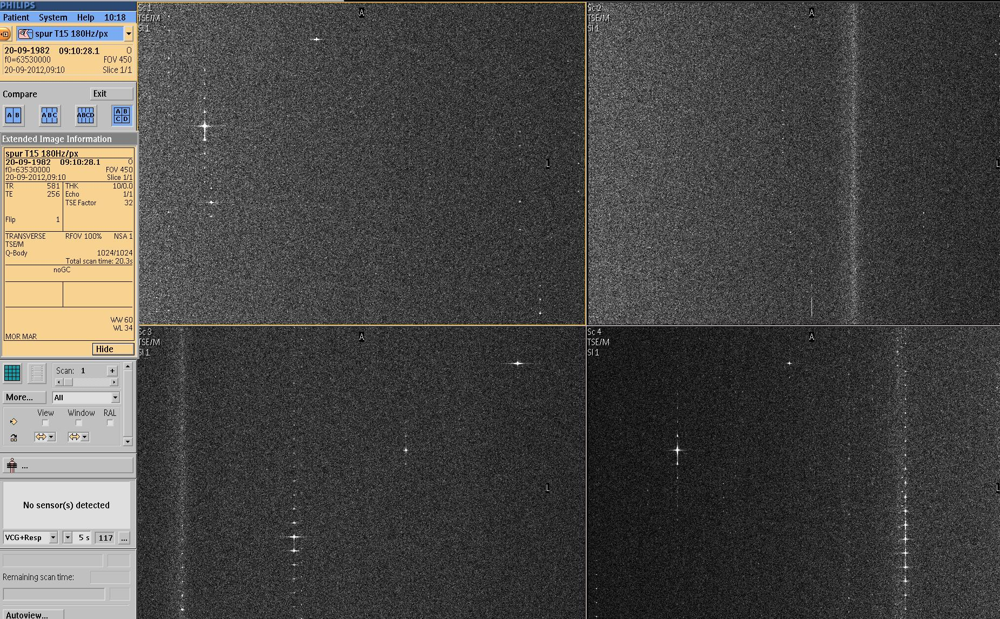 PHILIPS
Patient System Help 10:18
spur T15 180Hz/px
20-09-1982 09:10:28.1 0
f0=63530000 FOV 450
20-09-2012,09:10 Slice 1/1
Compare Exit
A B
A B C
A B C D
A B
C D
Extended Image Information
spur T15 180Hz/px
20-09-1982 09:10:28.1 0
f0=63530000 FOV 450
20-09-2012,09:10 Slice 1/1
TR 581 THK 10/0.0
TE 256 Echo 1/1
TSE Factor 32
Flip 1
TRANSVERSE RFOV 100% NSA 1
TSE/M
Q-Body 1024/1024
Total scan time: 20.3s
noGC
WW 60
WL 34
MOR MAR
Hide
Scan: 1 +
More... All
View Window RAL
...
No sensor(s) detected
VCG+Resp 5 s 117 ...
Remaining scan time:
Autoview...
Sc 1
TSE/M
Sl 1
A
L
Sc 2
TSE/M
Sl 1
A
L
Sc 3
TSE/M
Sl 1
A
L
Sc 4
TSE/M
Sl 1
A
L